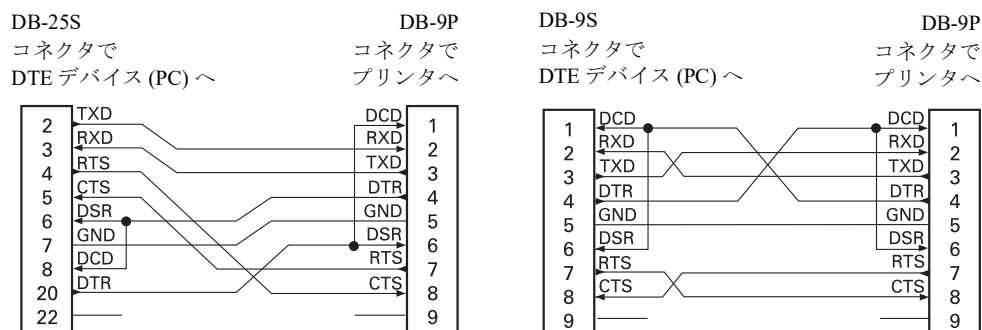 DB-25S
コネクタで
DTE デバイス (PC) へ
DB-9P
コネクタで
プリンタへ
2 TXD DCD 1
3 RXD RXD 2
4 RTS TXD 3
5 CTS DTR 4
6 DSR GND 5
7 GND DSR 6
8 DCD RTS 7
20 DTR CTS 8
22 9
DB-9S
コネクタで
DTE デバイス (PC) へ
DB-9P
コネクタで
プリンタへ
1 DCD DCD 1
2 RXD RXD 2
3 TXD TXD 3
4 DTR DTR 4
5 GND GND 5
6 DSR DSR 6
7 RTS RTS 7
8 CTS CTS 8
9 9